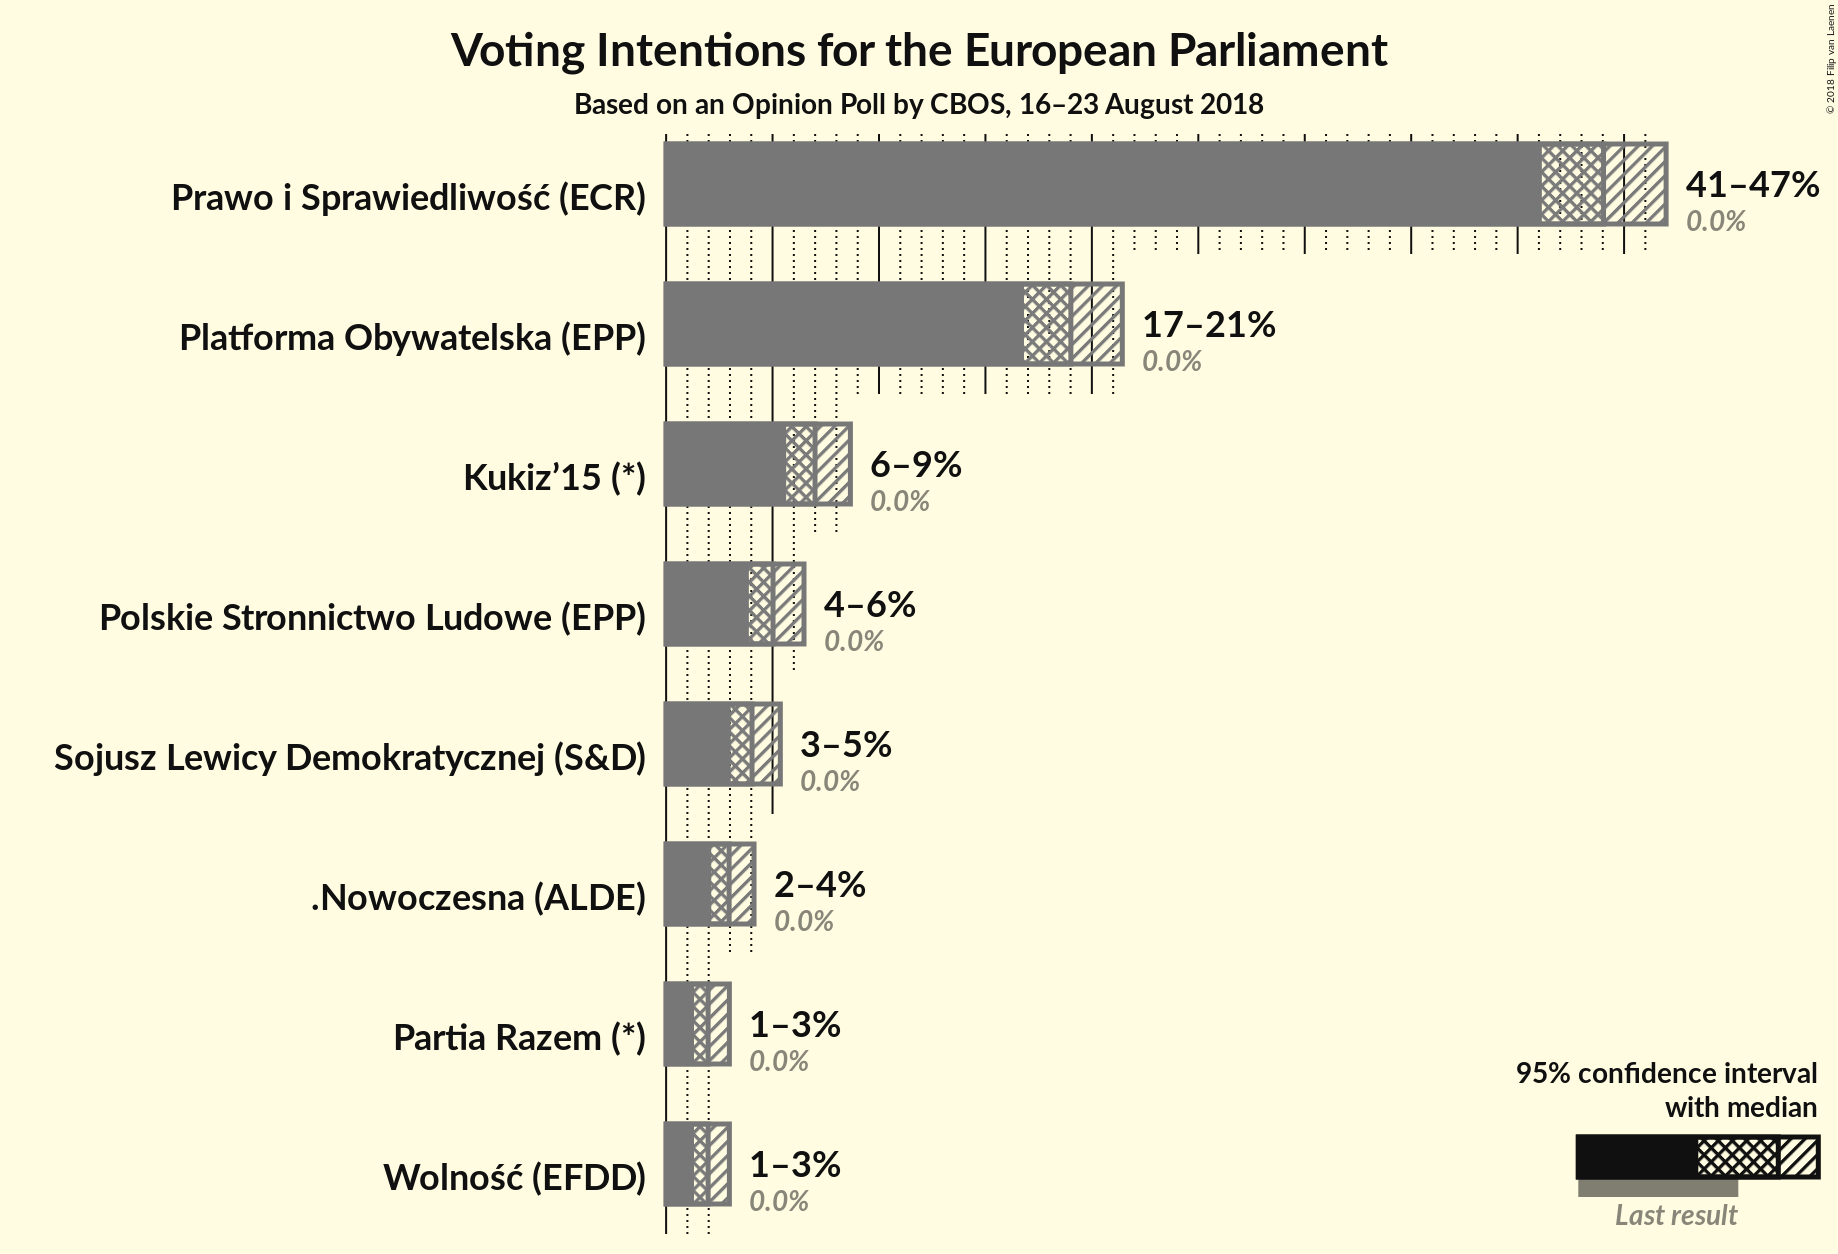 Voting Intentions for the European Parliament
Based on an Opinion Poll by CBOS, 16–23 August 2018
© 2018 Filip van Laenen
Prawo i Sprawiedliwość (ECR)
41–47%
0.0%
Platforma Obywatelska (EPP)
17–21%
0.0%
Kukiz’15 (*)
6–9%
0.0%
Polskie Stronnictwo Ludowe (EPP)
4–6%
0.0%
Sojusz Lewicy Demokratycznej (S&D)
3–5%
0.0%
.Nowoczesna (ALDE)
2–4%
0.0%
Partia Razem (*)
1–3%
0.0%
Wolność (EFDD)
1–3%
0.0%
95% confidence interval
with median
Last result